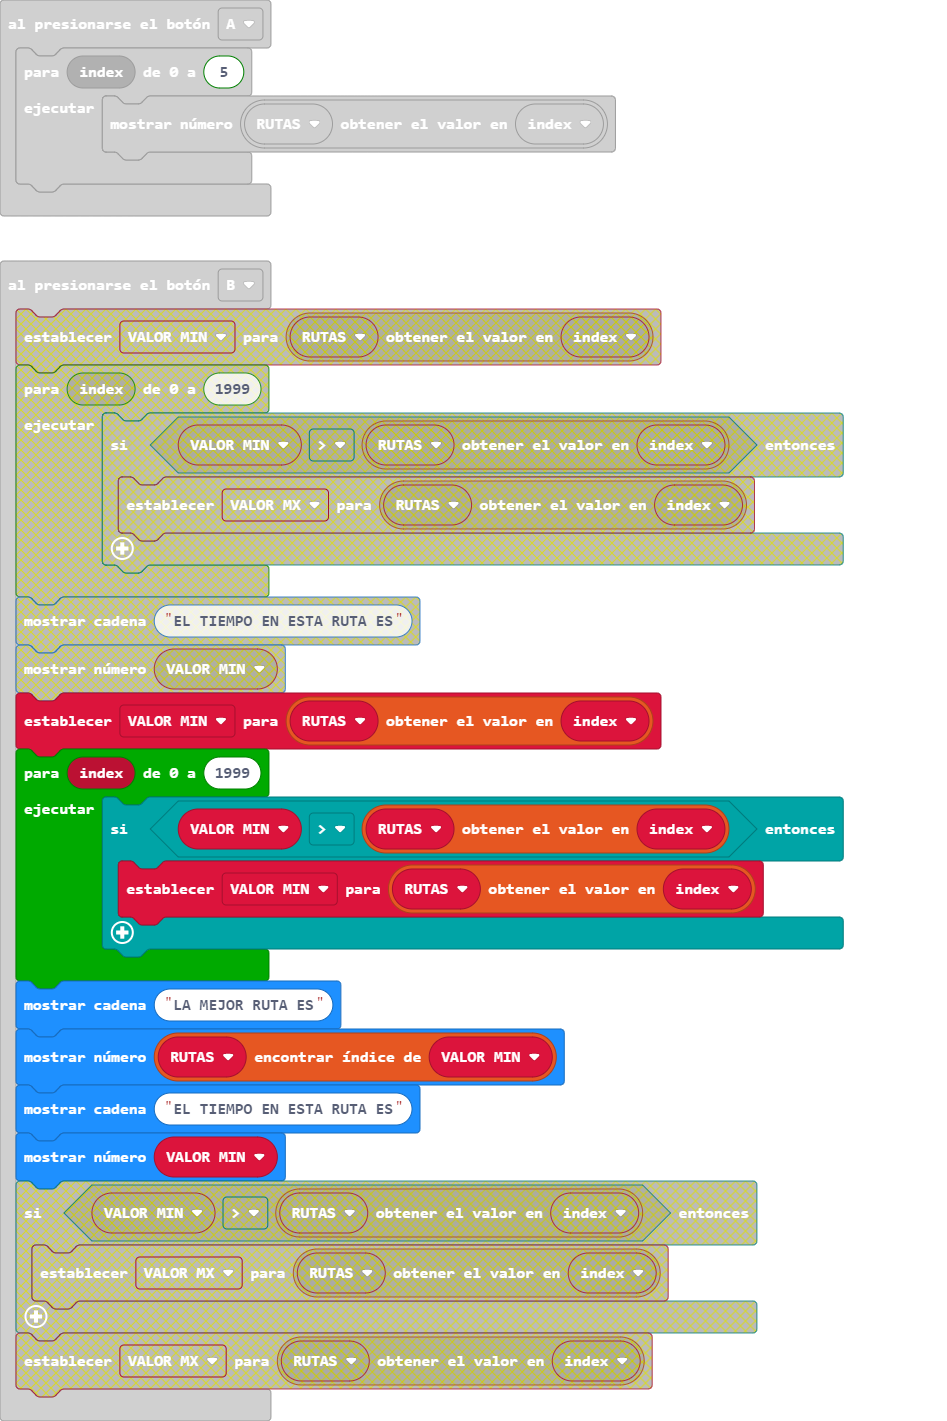 al presionarse el botón A
para index de 0 a 5
ejecutar
mostrar número RUTAS obtener el valor en index
al presionarse el botón B
establecer VALOR MIN para RUTAS obtener el valor en index
para index de 0 a 1999
ejecutar
si VALOR MIN > RUTAS obtener el valor en index entonces
establecer VALOR MX para RUTAS obtener el valor en index
mostrar cadena "EL TIEMPO EN ESTA RUTA ES"
mostrar número VALOR MIN
establecer VALOR MIN para RUTAS obtener el valor en index
para index de 0 a 1999
ejecutar
si VALOR MIN > RUTAS obtener el valor en index entonces
establecer VALOR MIN para RUTAS obtener el valor en index
mostrar cadena "LA MEJOR RUTA ES"
mostrar número RUTAS encontrar índice de VALOR MIN
mostrar cadena "EL TIEMPO EN ESTA RUTA ES"
mostrar número VALOR MIN
si VALOR MIN > RUTAS obtener el valor en index entonces
establecer VALOR MX para RUTAS obtener el valor en index
establecer VALOR MX para RUTAS obtener el valor en index